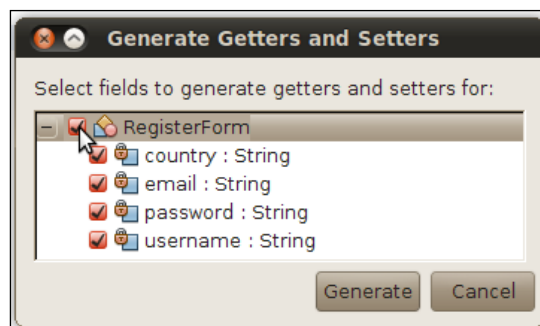 Generate Getters and Setters
Select fields to generate getters and setters for:
RegisterForm
country : String
email : String
password : String
username : String
Generate Cancel